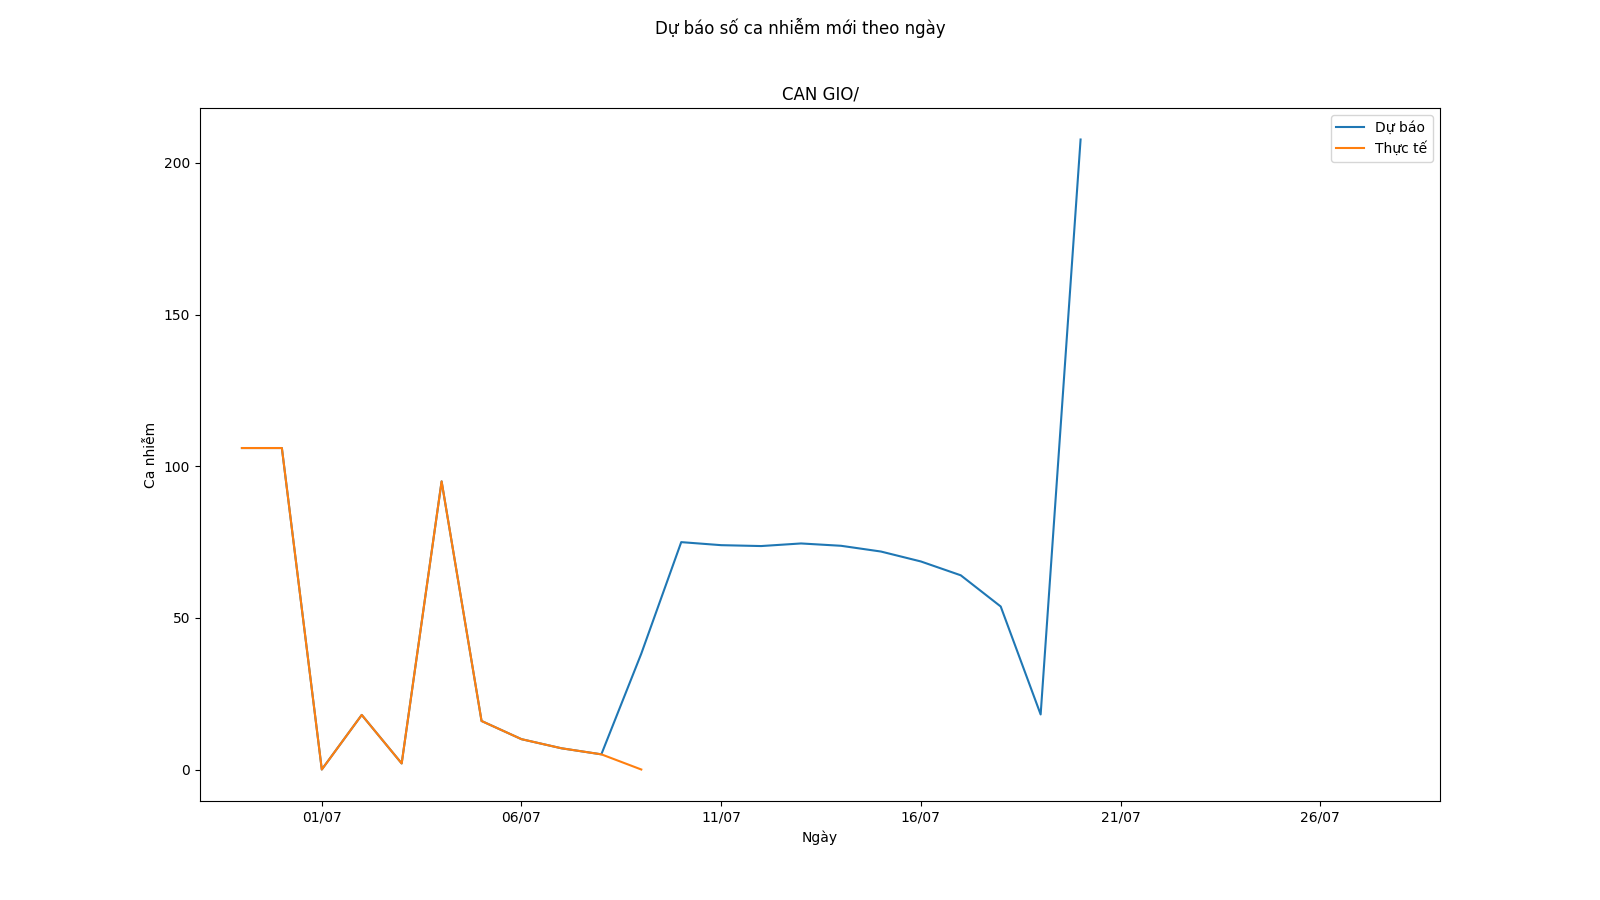 Dự báo số ca nhiễm mới theo ngày
CAN GIO/
Dự báo
Thực tế
200
150
100
50
0
Ca nhiễm
01/07
06/07
11/07
16/07
21/07
26/07
Ngày